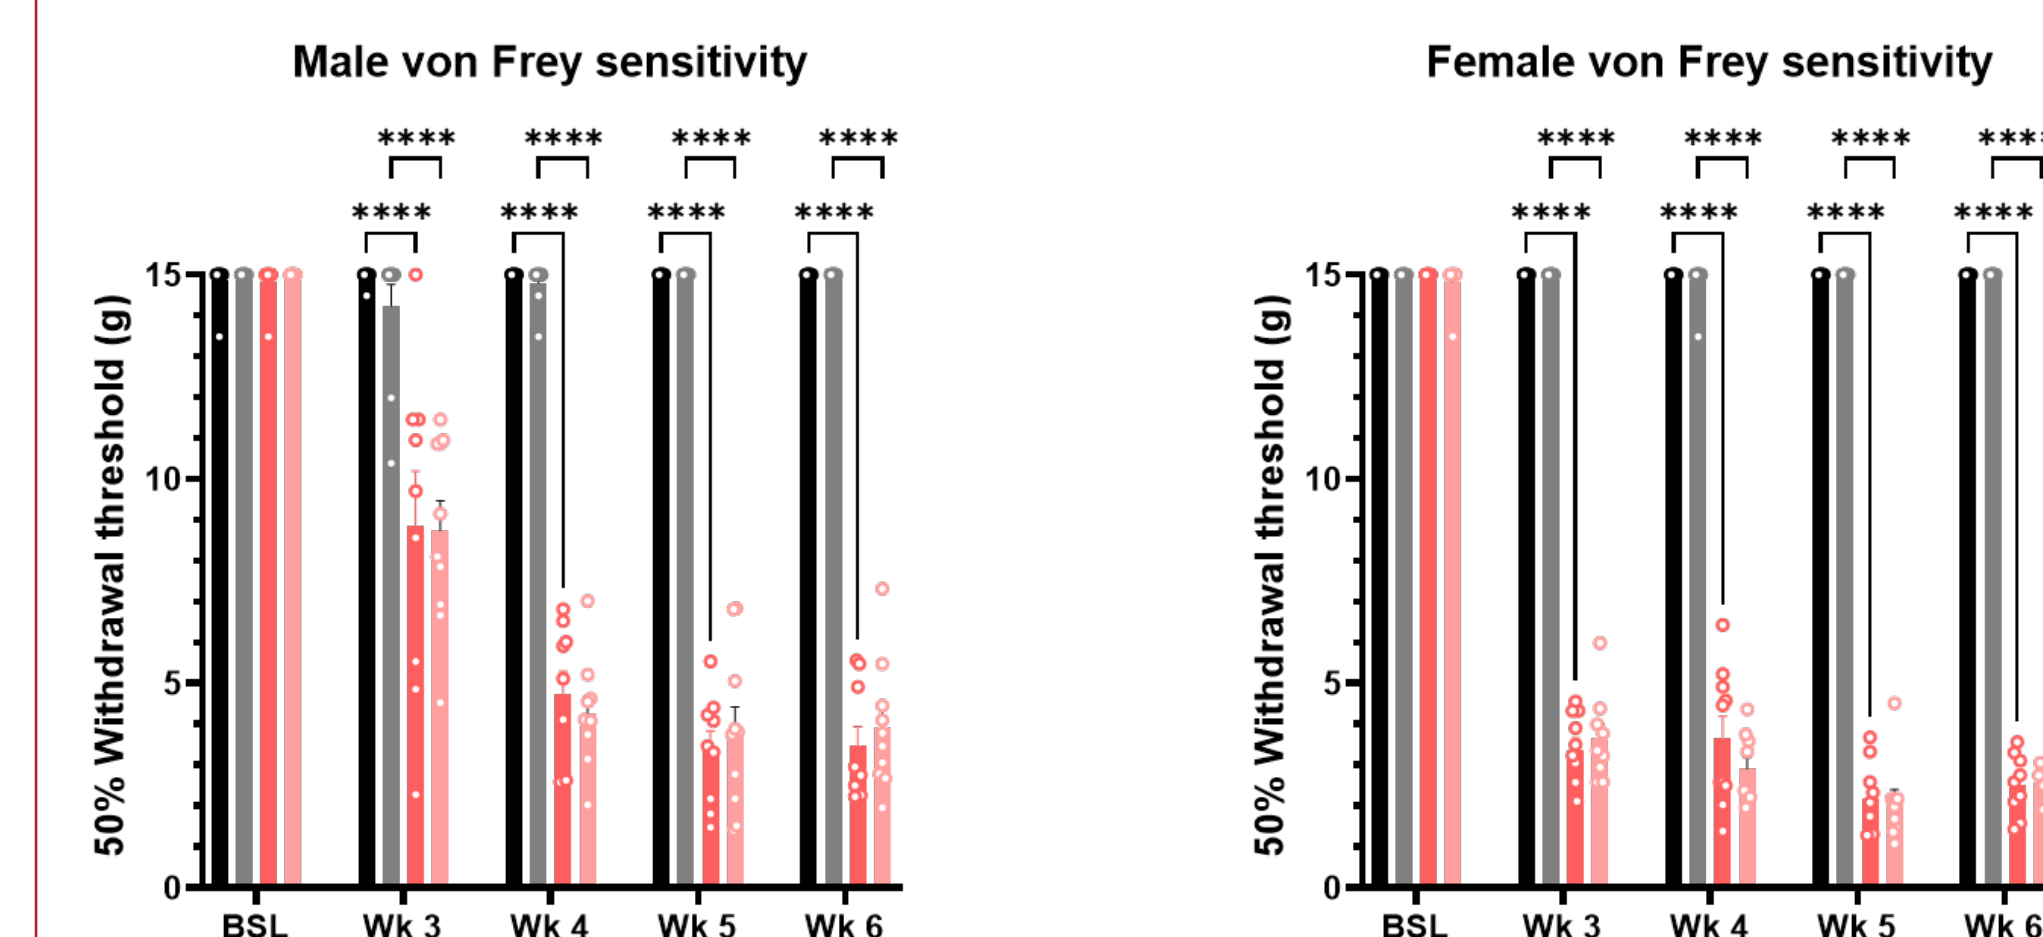 Male von Frey sensitivity
**** **** **** ****
**** **** **** ****
50% Withdrawal threshold (g)
15
10
5
0
BSL Wk 3 Wk 4 Wk 5 Wk 6
Female von Frey sensitivity
**** **** **** ****
**** **** **** ****
50% Withdrawal threshold (g)
15
10
5
0
BSL Wk 3 Wk 4 Wk 5 Wk 6